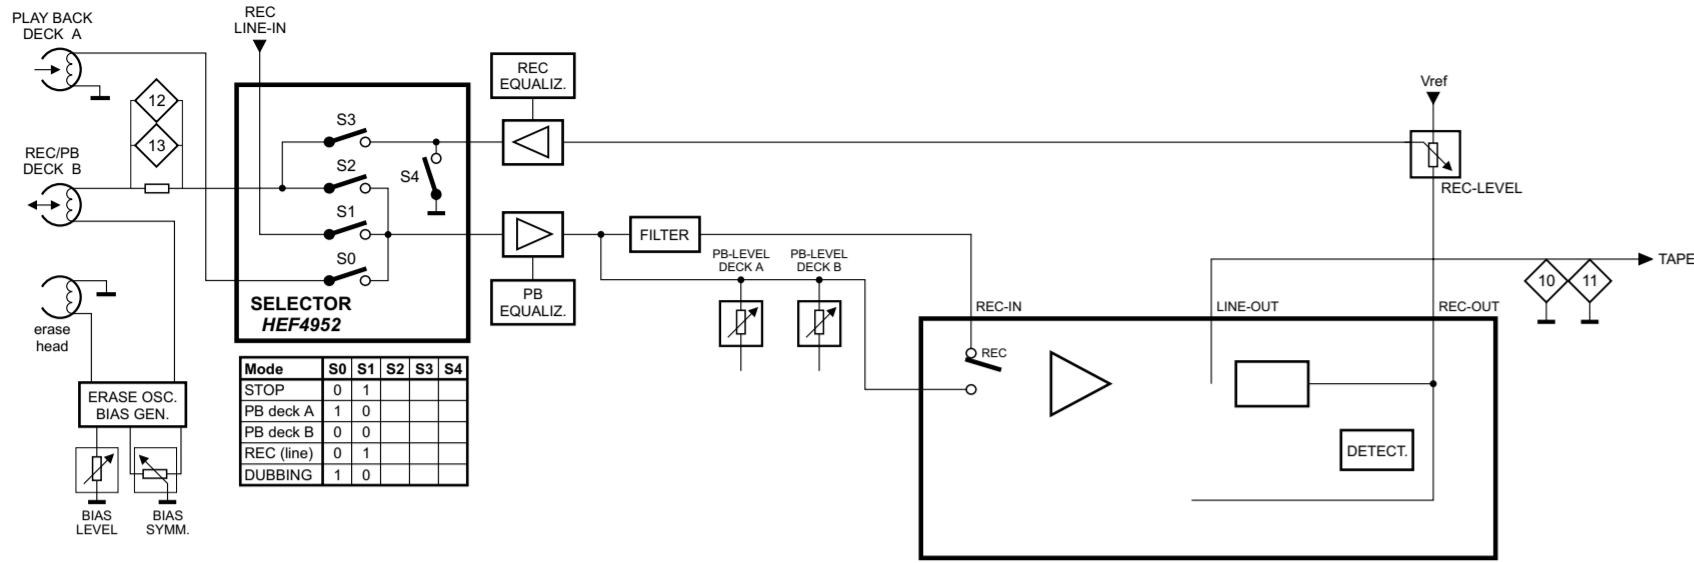 PLAY BACK
DECK A
REC
LINE-IN
12
13
REC/PB
DECK B
S3
S2
S4
S1
S0
SELECTOR
HEF4952
REC
EQUALIZ.
PB
EQUALIZ.
FILTER
PB-LEVEL
DECK A
PB-LEVEL
DECK B
Vref
REC-LEVEL
TAPE
10
11
REC-IN
LINE-OUT
REC-OUT
REC
DETECT.
erase
head
ERASE OSC.
BIAS GEN.
BIAS
LEVEL
BIAS
SYMM.
Mode S0 S1 S2 S3 S4
STOP 0 1
PB deck A 1 0
PB deck B 0 0
REC (line) 0 1
DUBBING 1 0